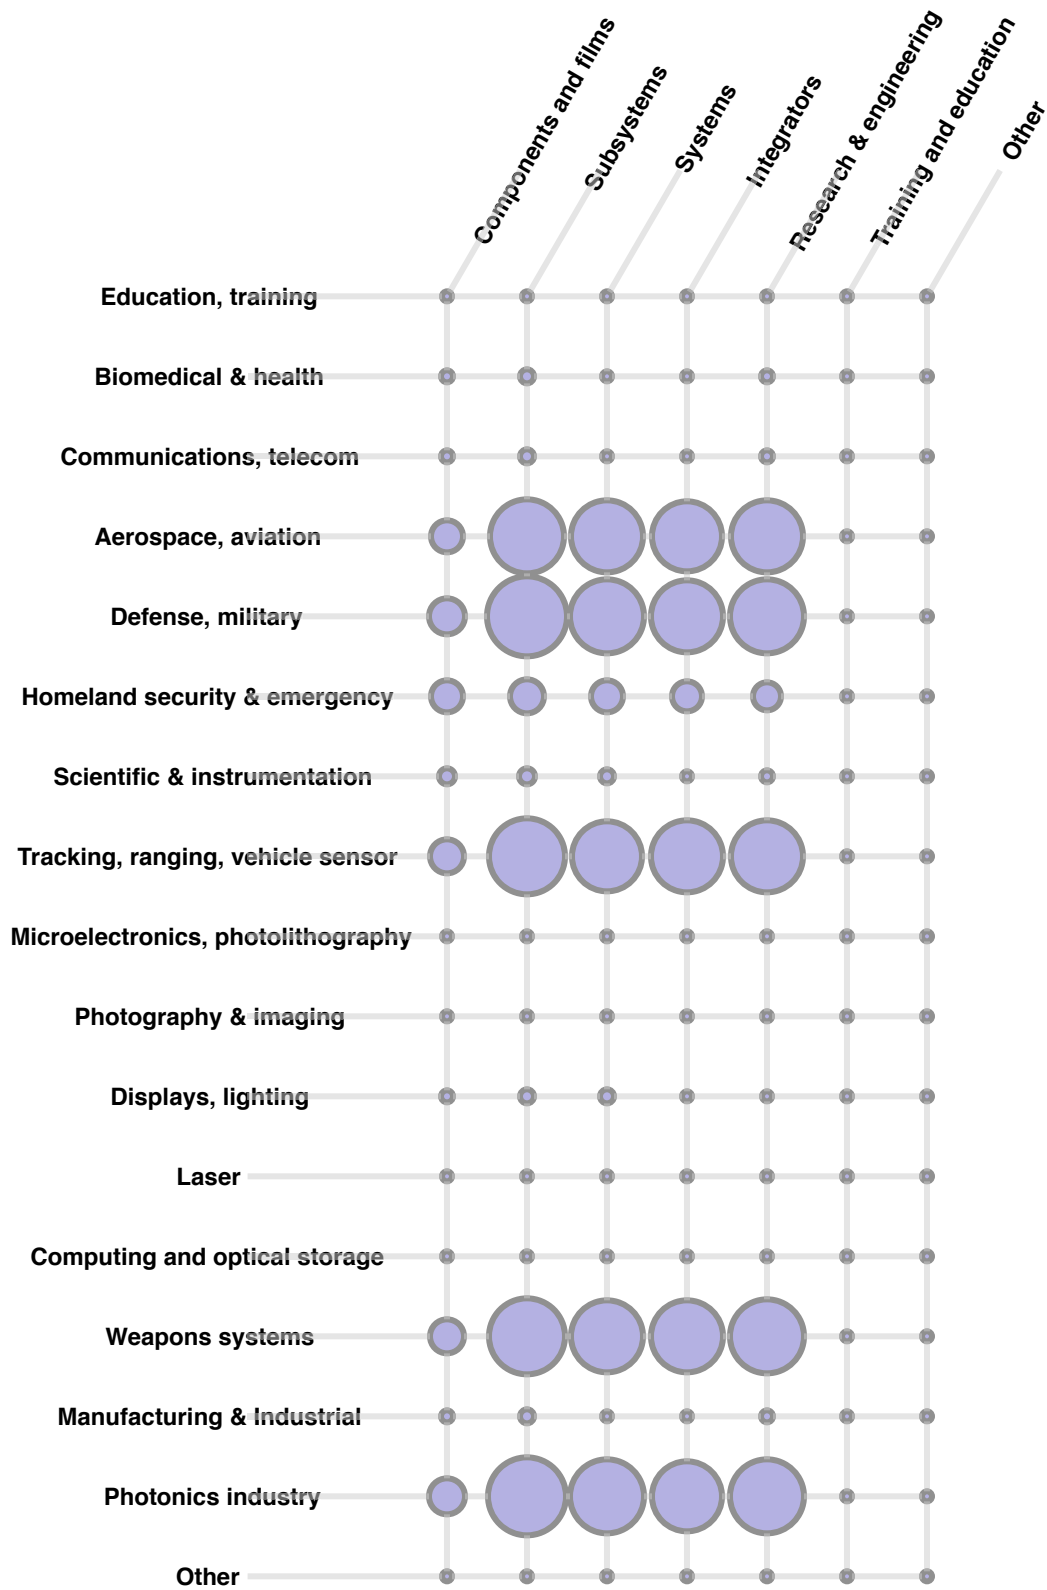 Components and films
Subsystems
Systems
Integrators
Research & engineering
Training and education
Other
Education, training
Biomedical & health
Communications, telecom
Aerospace, aviation
Defense, military
Homeland security & emergency
Scientific & instrumentation
Tracking, ranging, vehicle sensor
Microelectronics, photolithography
Photography & imaging
Displays, lighting
Laser
Computing and optical storage
Weapons systems
Manufacturing & Industrial
Photonics industry
Other